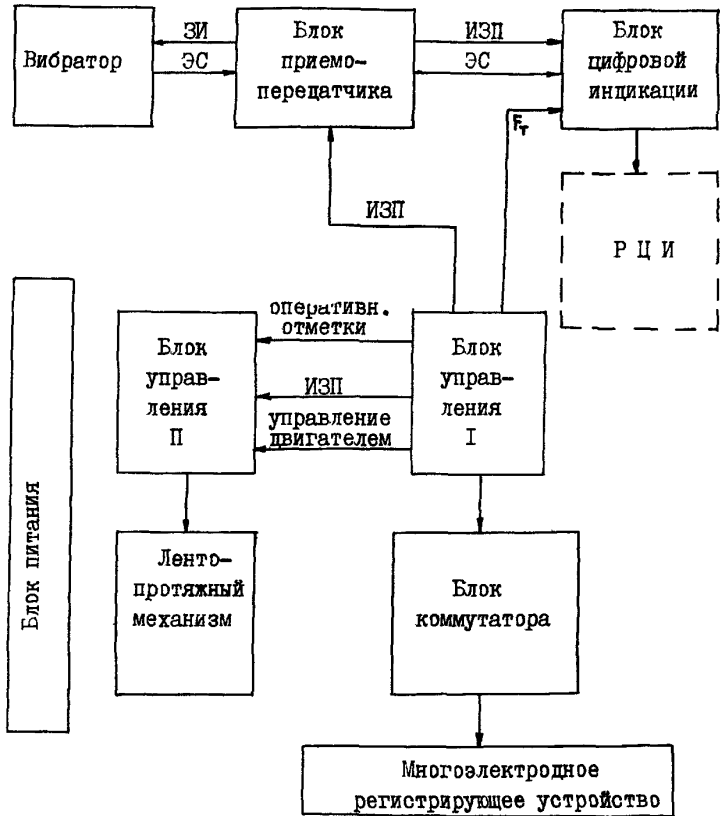 Вибратор
ЗИ
ЭС
Блок
приемо-
передатчика
ИЗП
ЭС
Блок
цифровой
индикации
Fт
ИЗП
Р Ц И
оперативн.
отметки
Блок
управ-
ления
П
ИЗП
управление
двигателем
Блок
управ-
ления
I
Блок питания
Ленто-
протяжный
механизм
Блок
коммутатора
Многоэлектродное
регистрирующее устройство